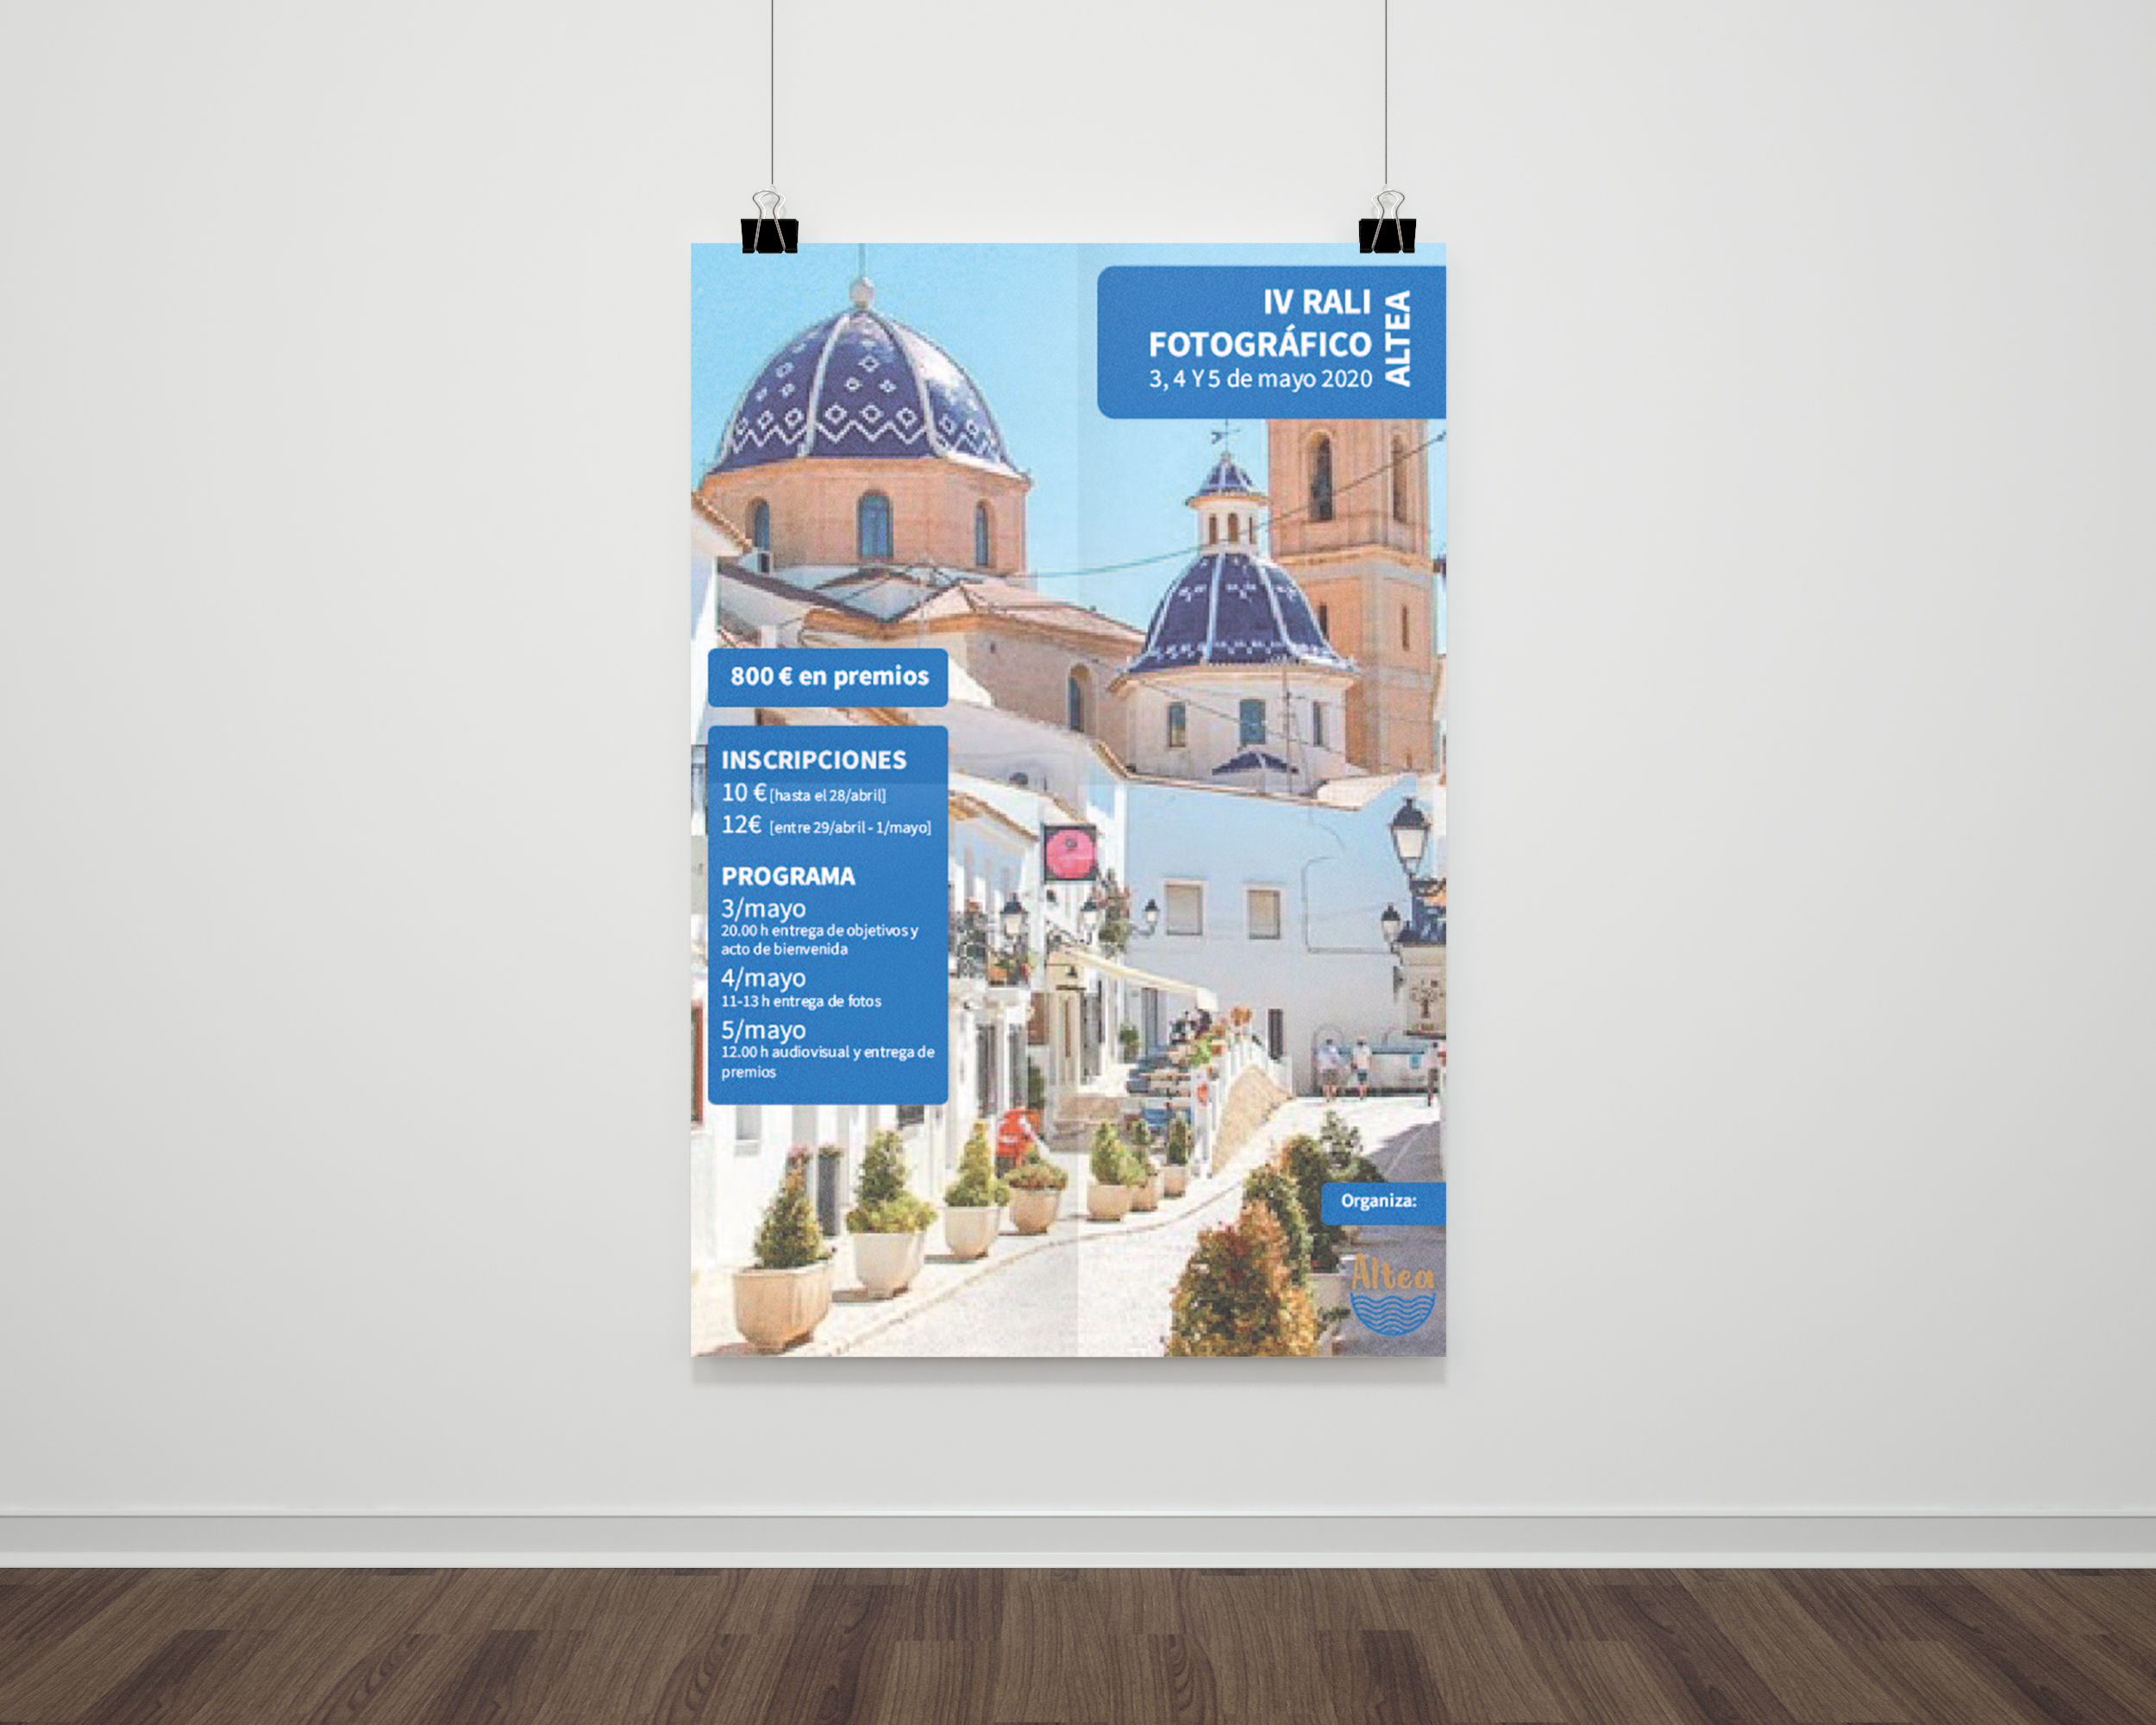 IV RALI
FOTOGRÁFICO
3, 4 Y 5 de mayo 2020
ALTEA
800 € en premios
INSCRIPCIONES
10 € [hasta el 28/abril]
12€ [entre 29/abril - 1/mayo]
PROGRAMA
3/mayo
20.00 h entrega de objetivos y
acto de bienvenida
4/mayo
11-13 h entrega de fotos
5/mayo
12.00 h audiovisual y entrega de
premios
Organiza:
Altea